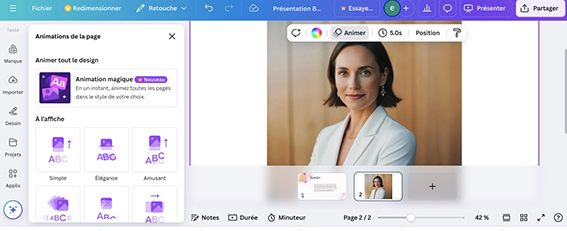 Fichier
Redimensionner
Retouche
Présentation B...
Essaye...
e
Présenter
Partager
Texte
Marque
Importer
Dessin
Projets
Applis
Animations de la page
Animer tout le design
Animation magique
Nouveau
En un instant, animez toutes les pages
dans le style de votre choix.
À l'affiche
ABC
Simple
ABC
Élégance
ABC
Amusant
((ABC
ABC
ABC
Animer
5.0s
Position
1
2
Notes
Durée
Minuteur
Page 2 / 2
42 %